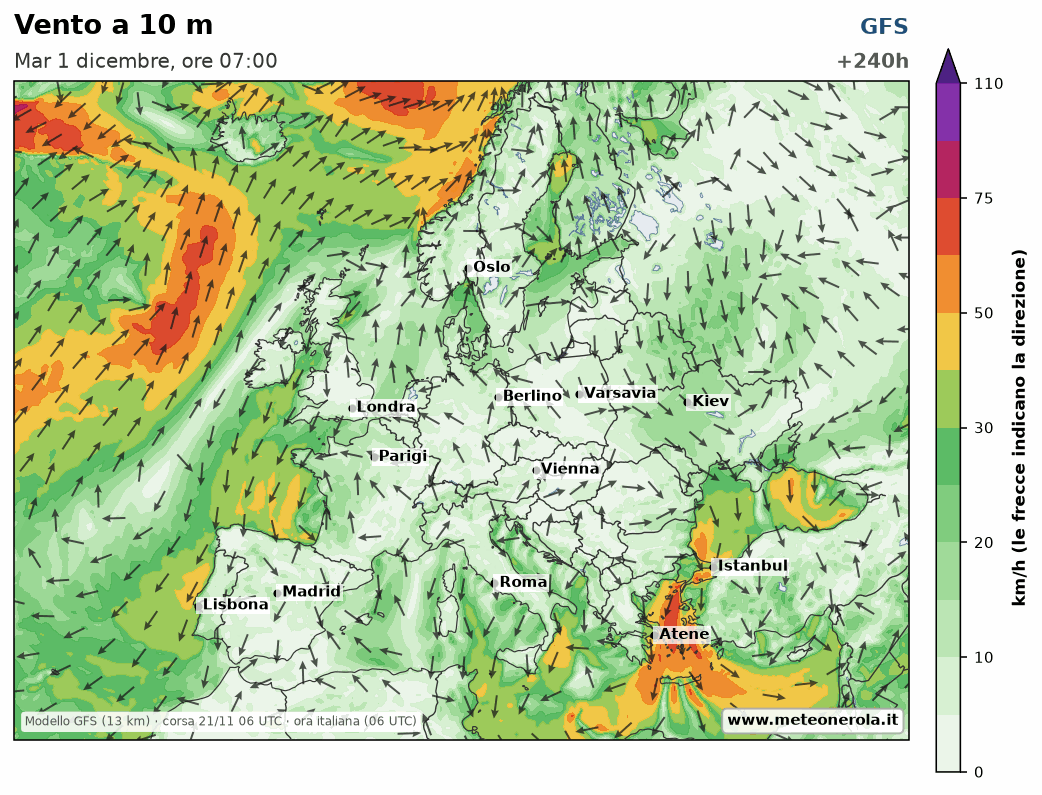 Vento a 10 m
GFS
Mar 1 dicembre, ore 07:00
+240h
110
75
50
30
20
10
0
km/h (le frecce indicano la direzione)
Oslo
Berlino
Varsavia
Kiev
Londra
Parigi
Vienna
Istanbul
Roma
Madrid
Lisbona
Atene
Modello GFS (13 km) · corsa 21/11 06 UTC · ora italiana (06 UTC)
www.meteonerola.it